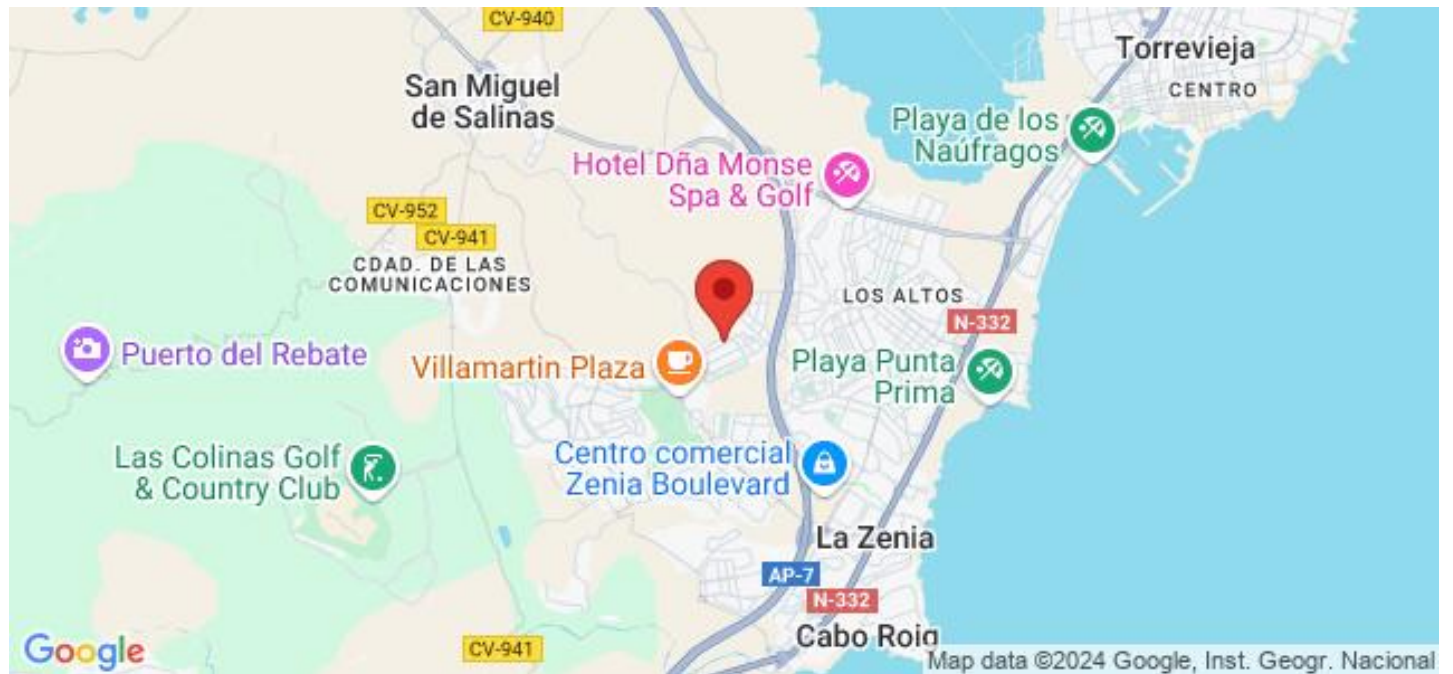 CV-940
Torrevieja
CENTRO
San Miguel
de Salinas
Playa de los
Naúfragos
Hotel Dña Monse
Spa & Golf
CV-952
CV-941
CDAD. DE LAS
COMUNICACIONES
LOS ALTOS
N-332
Puerto del Rebate
Villamartin Plaza
Playa Punta
Prima
Las Colinas Golf
& Country Club
Centro comercial
Zenia Boulevard
La Zenia
AP-7
N-332
Cabo Roig
CV-941
Google
Map data ©2024 Google, Inst. Geogr. Nacional